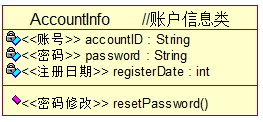 AccountInfo //账户信息类
<<账号>> accountID : String
<<密码>> password : String
<<注册日期>> registerDate : int
<<密码修改>> resetPassword()